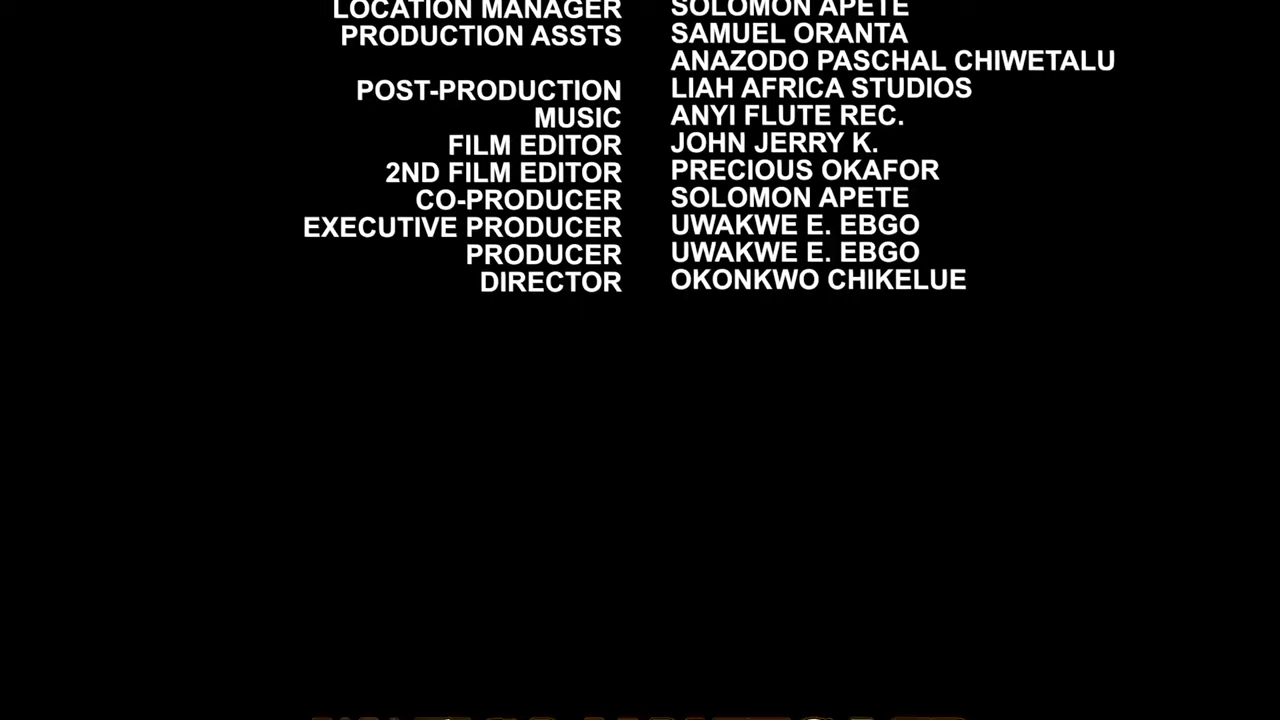 LOCATION MANAGER SOLOMON APETE
PRODUCTION ASSTS SAMUEL ORANTA
ANAZODO PASCHAL CHIWETALU
POST-PRODUCTION LIAH AFRICA STUDIOS
MUSIC ANYI FLUTE REC.
FILM EDITOR JOHN JERRY K.
2ND FILM EDITOR PRECIOUS OKAFOR
CO-PRODUCER SOLOMON APETE
EXECUTIVE PRODUCER UWAKWE E. EBGO
PRODUCER UWAKWE E. EBGO
DIRECTOR OKONKWO CHIKELUE